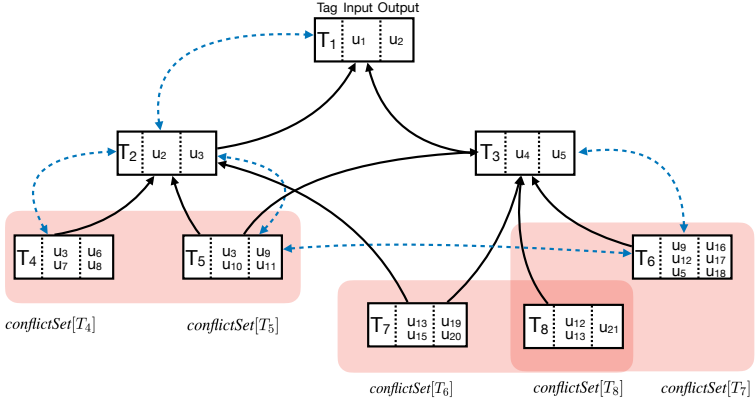 Tag Input Output
T1 u1 u2
T2 u2 u3
T3 u4 u5
T4 u3 u7 u6 u8
T5 u3 u10 u9 u11
T6 u9 u12 u5 u16 u17 u18
T7 u13 u15 u19 u20
T8 u12 u13 u21
conflictSet[T4]
conflictSet[T5]
conflictSet[T6]
conflictSet[T8]
conflictSet[T7]